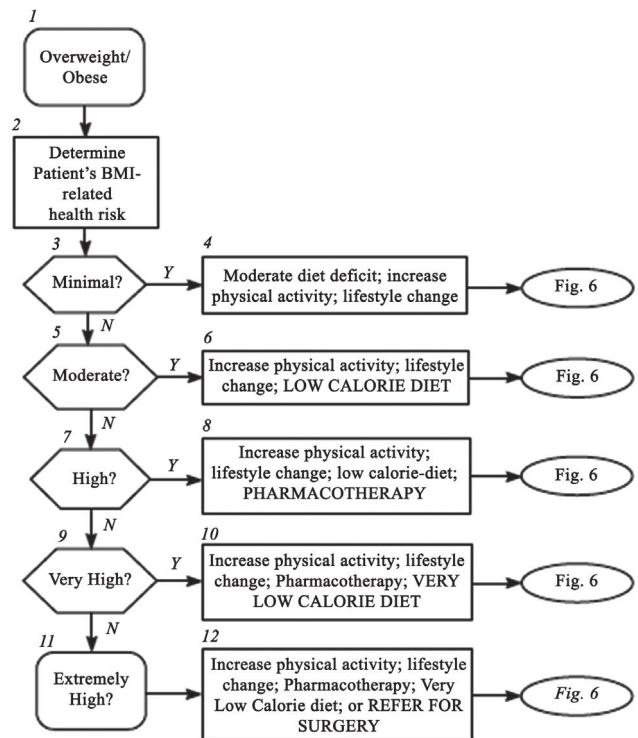 1
Overweight/
Obese
2
Determine
Patient's BMI-
related
health risk
3
Minimal?
Y
4
Moderate diet deficit; increase
physical activity; lifestyle change
Fig. 6
N
5
Moderate?
Y
6
Increase physical activity; lifestyle
change; LOW CALORIE DIET
Fig. 6
N
7
High?
Y
8
Increase physical activity;
lifestyle change; low calorie-diet;
PHARMACOTHERAPY
Fig. 6
N
9
Very High?
Y
10
Increase physical activity; lifestyle
change; Pharmacotherapy; VERY
LOW CALORIE DIET
Fig. 6
N
11
Extremely
High?
12
Increase physical activity; lifestyle
change; Pharmacotherapy; Very
Low Calorie diet; or REFER FOR
SURGERY
Fig. 6